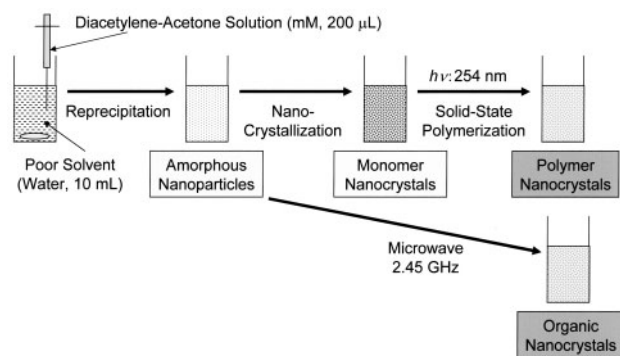 Diacetylene-Acetone Solution (mM, 200 μL)
Reprecipitation
Nano-
Crystallization
hν: 254 nm
Solid-State
Polymerization
Poor Solvent
(Water, 10 mL)
Amorphous
Nanoparticles
Monomer
Nanocrystals
Polymer
Nanocrystals
Microwave
2.45 GHz
Organic
Nanocrystals